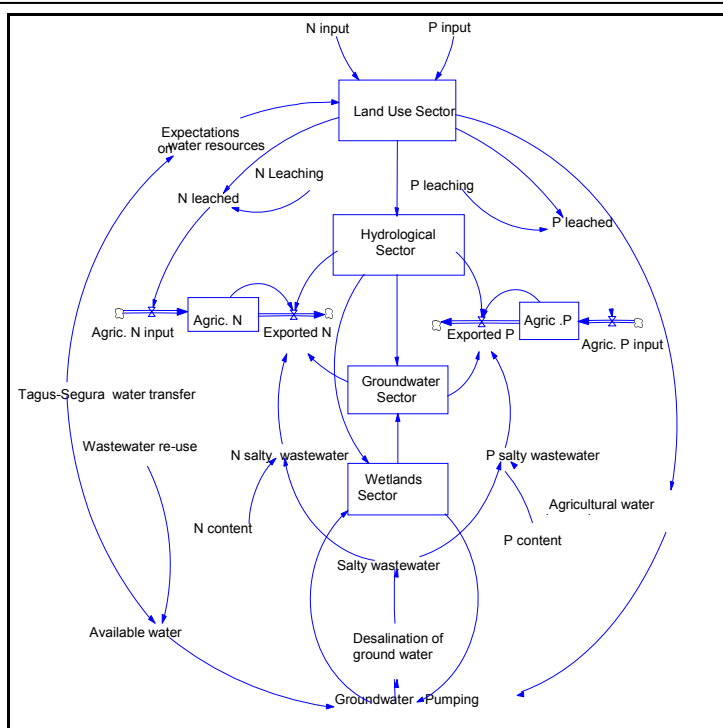 N input
P input
Land Use Sector
Expectations
on water resources
N Leaching
P leaching
N leached
P leached
Hydrological
Sector
Agric. N
Agric .P
Agric. N input
Exported N
Exported P
Agric. P input
Groundwater
Sector
Tagus-Segura water transfer
Wastewater re-use
N salty wastewater
P salty wastewater
Wetlands
Sector
Agricultural water
N content
P content
Salty wastewater
Available water
Desalination of
ground water
Groundwater Pumping